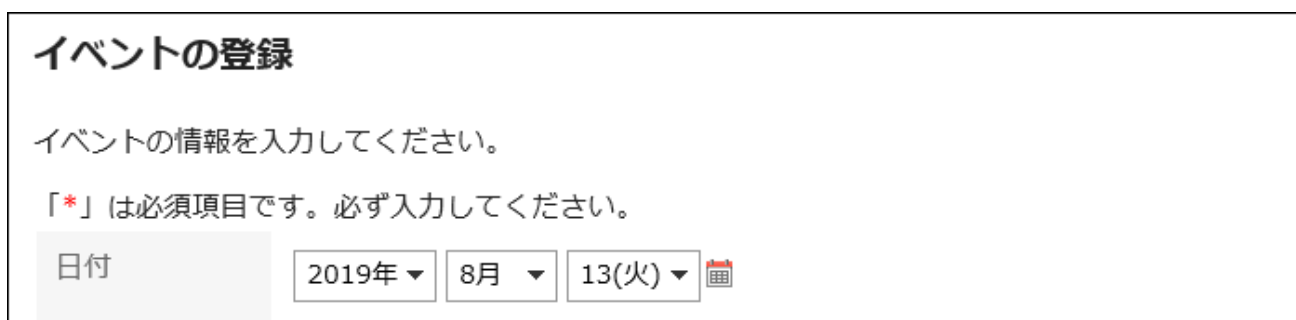 イベントの登録
イベントの情報を入力してください。
「*」は必須項目です。必ず入力してください。
日付 2019年 8月 13(火)